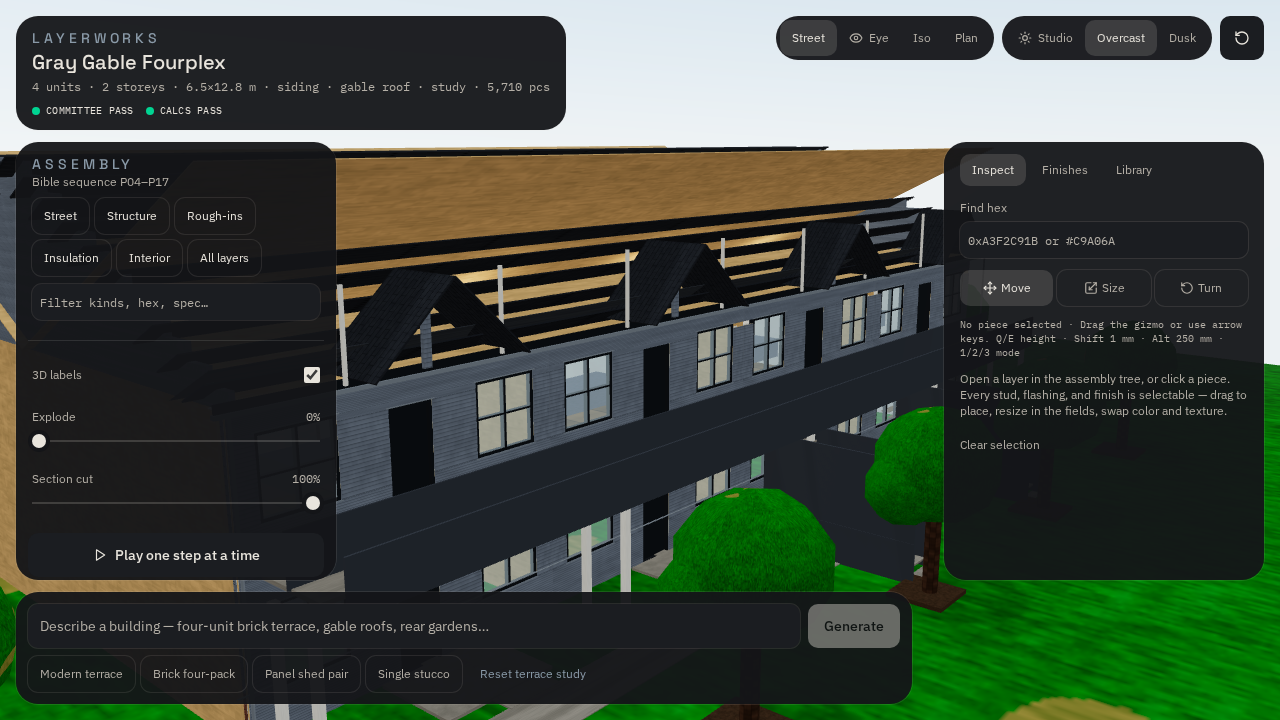 LAYERWORKS
Gray Gable Fourplex
4 units · 2 storeys · 6.5×12.8 m · siding · gable roof · study · 5,710 pcs
COMMITTEE PASS CALCS PASS
Street Eye Iso Plan
Studio Overcast Dusk
ASSEMBLY
Bible sequence P04–P17
Street Structure Rough-ins
Insulation Interior All layers
Filter kinds, hex, spec…
3D labels
Explode 0%
Section cut 100%
Play one step at a time
Inspect Finishes Library
Find hex
0xA3F2C91B or #C9A06A
Move Size Turn
No piece selected · Drag the gizmo or use arrow
keys. Q/E height · Shift 1 mm · Alt 250 mm ·
1/2/3 mode
Open a layer in the assembly tree, or click a piece.
Every stud, flashing, and finish is selectable — drag to
place, resize in the fields, swap color and texture.
Clear selection
Describe a building — four-unit brick terrace, gable roofs, rear gardens…
Generate
Modern terrace Brick four-pack Panel shed pair Single stucco Reset terrace study